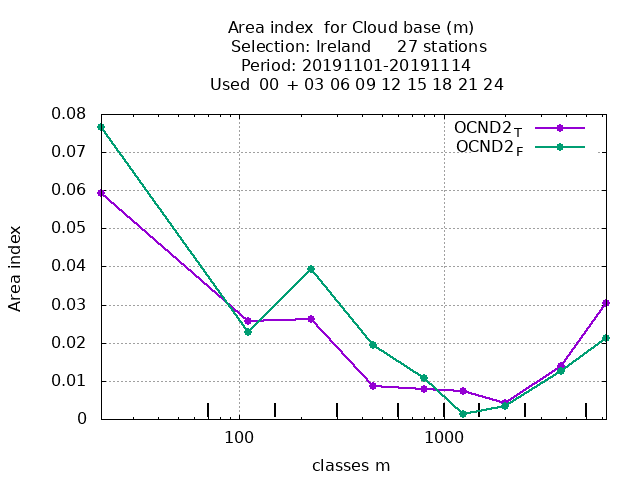 Area index  for Cloud base (m)
Selection: Ireland     27 stations
Period: 20191101-20191114
Used  00 + 03 06 09 12 15 18 21 24
OCND2T
OCND2F
0.08
0.07
0.06
0.05
0.04
0.03
0.02
0.01
0
Area index
100
1000
classes m